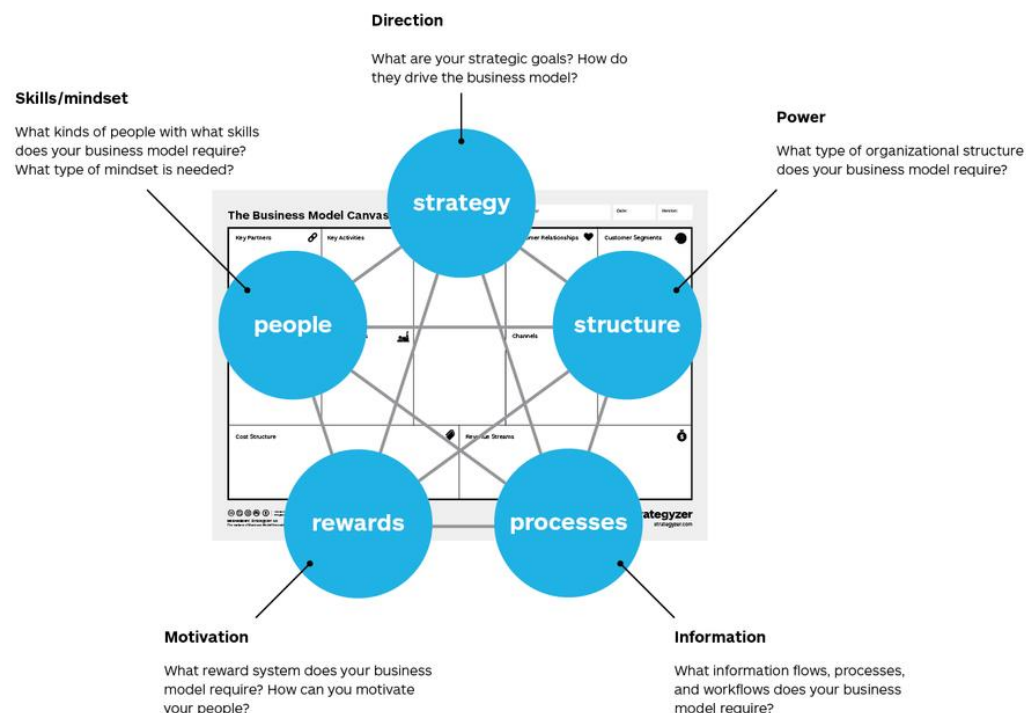 Direction
What are your strategic goals? How do
they drive the business model?
Skills/mindset
What kinds of people with what skills
does your business model require?
What type of mindset is needed?
Power
What type of organizational structure
does your business model require?
strategy
The Business Model Canvas
Date:
Version:
Key Partners
Key Activities
Relationships
Customer Segments
people
structure
Channels
Cost Structure
Revenue Streams
rewards
processes
strategyzer.com
Motivation
What reward system does your business
model require? How can you motivate
your people?
Information
What information flows, processes,
and workflows does your business
model require?